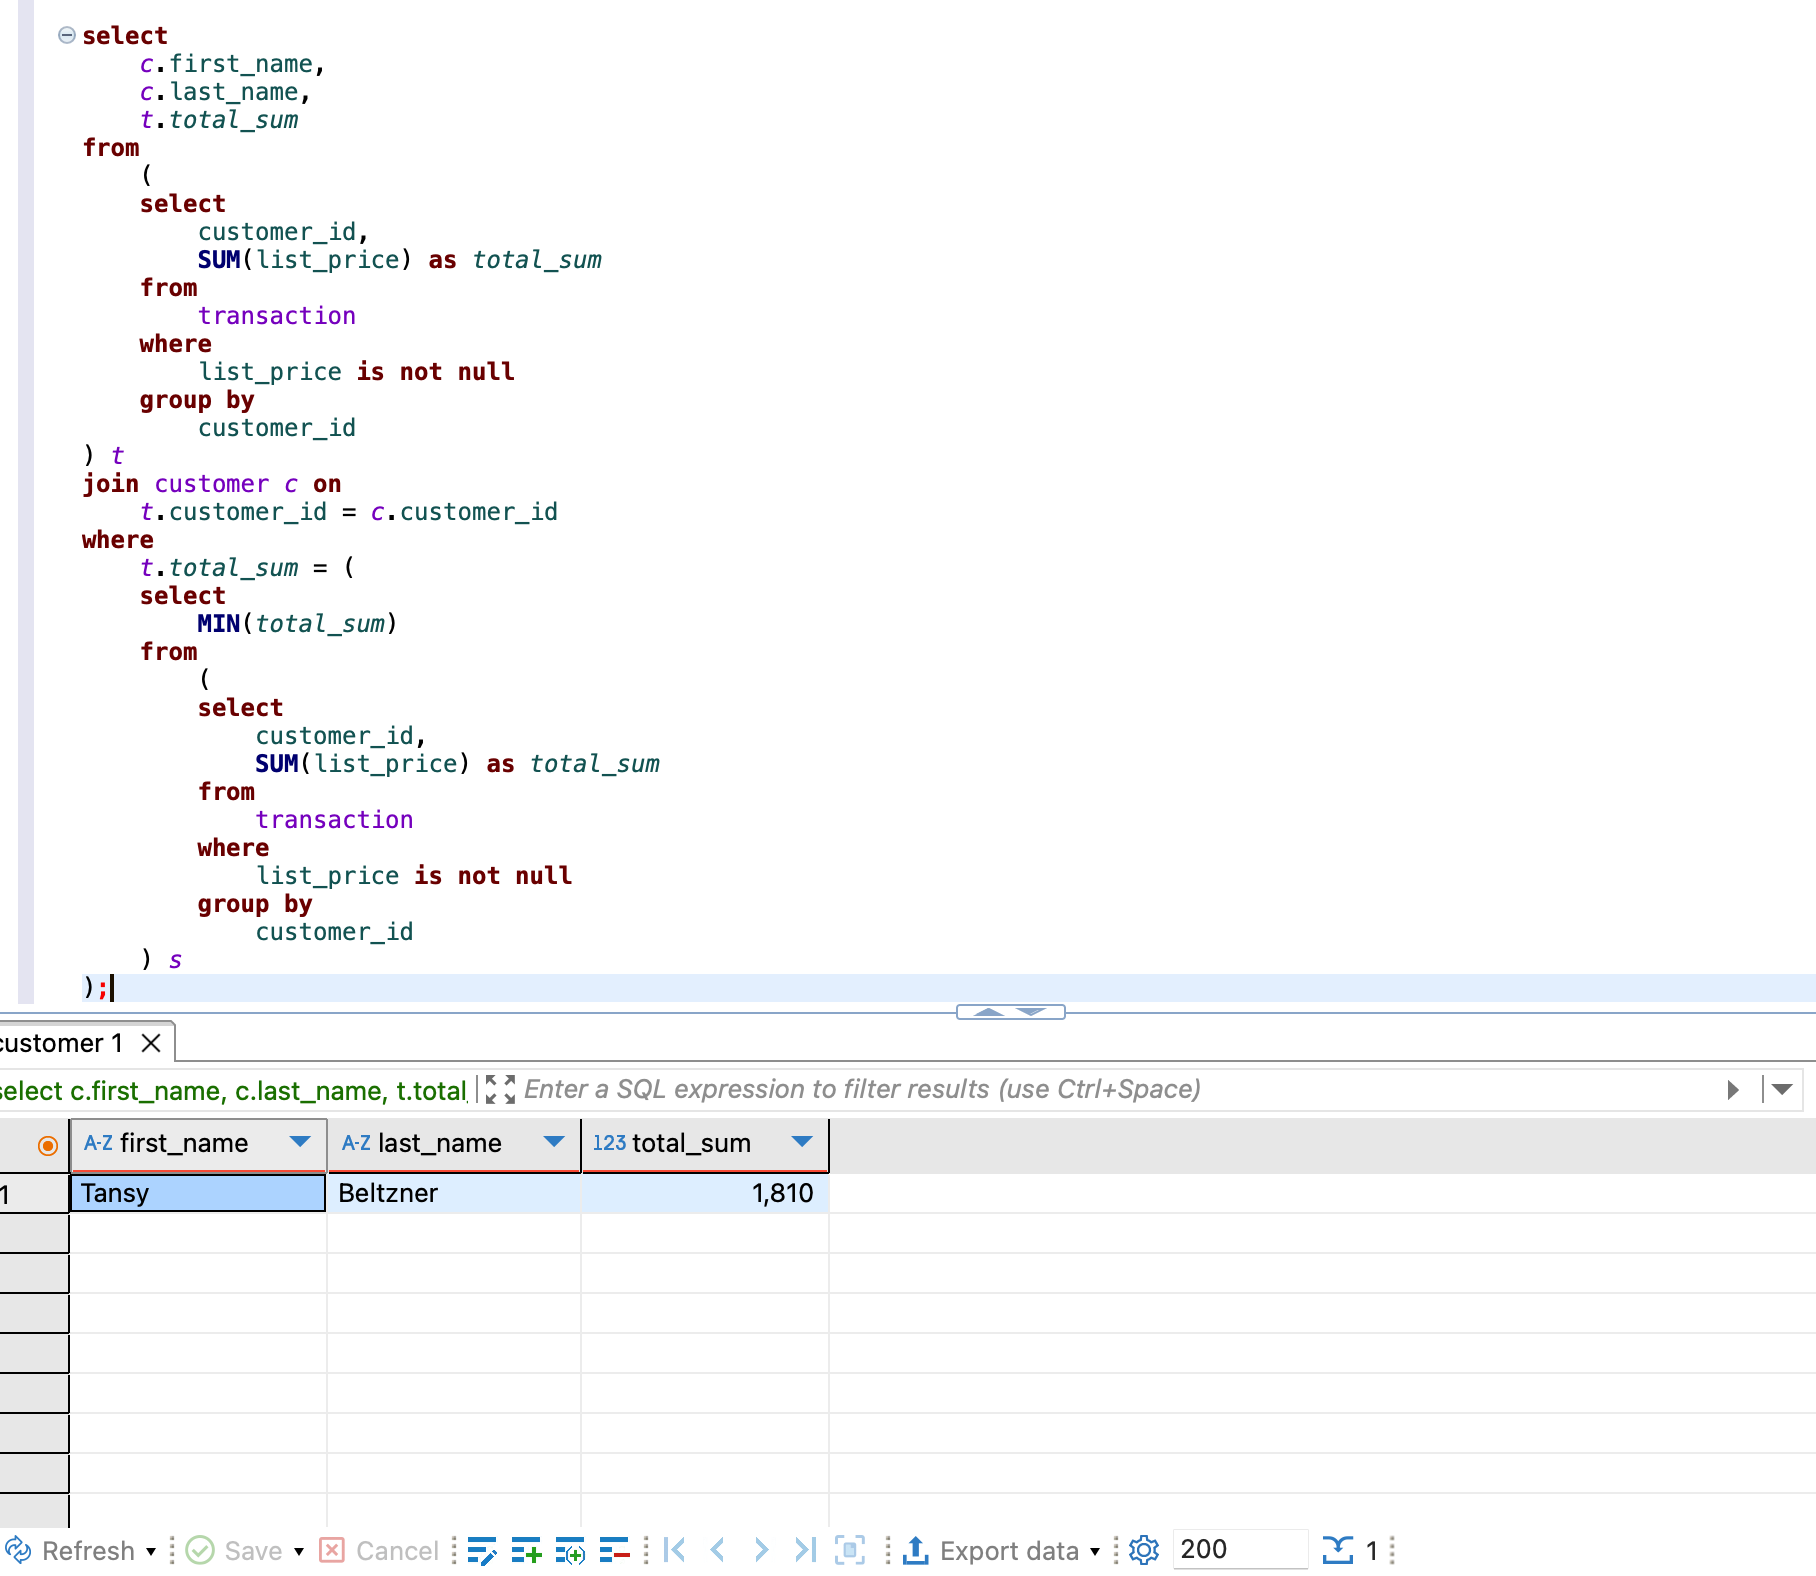 select
c.first_name,
c.last_name,
t.total_sum
from
(
select
customer_id,
SUM(list_price) as total_sum
from
transaction
where
list_price is not null
group by
customer_id
) t
join customer c on
t.customer_id = c.customer_id
where
t.total_sum = (
select
MIN(total_sum)
from
(
select
customer_id,
SUM(list_price) as total_sum
from
transaction
where
list_price is not null
group by
customer_id
) s
);
customer 1
select c.first_name, c.last_name, t.total Enter a SQL expression to filter results (use Ctrl+Space)
A-Z first_name A-Z last_name 123 total_sum
1 Tansy Beltzner 1,810
Refresh Save Cancel Export data 200 1